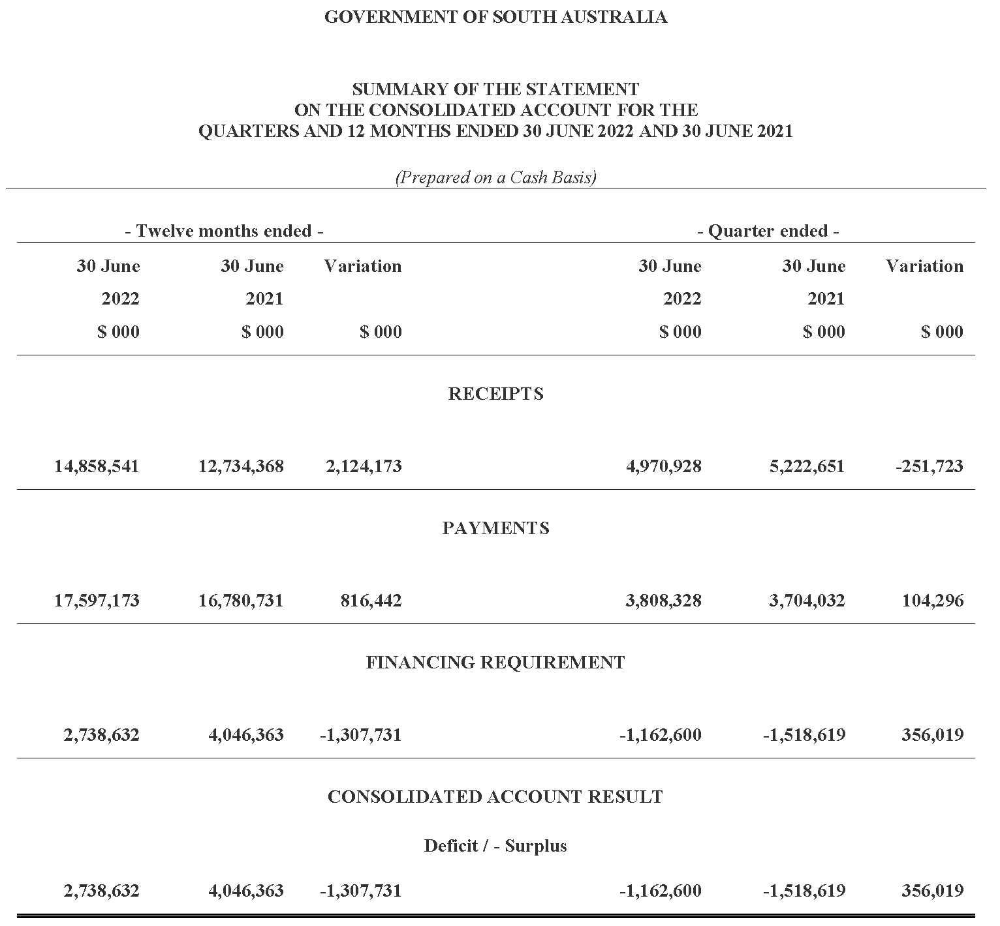 GOVERNMENT OF SOUTH AUSTRALIA
SUMMARY OF THE STATEMENT
ON THE CONSOLIDATED ACCOUNT FOR THE
QUARTERS AND 12 MONTHS ENDED 30 JUNE 2022 AND 30 JUNE 2021
(Prepared on a Cash Basis)
- Twelve months ended - - Quarter ended -
30 June 30 June Variation 30 June 30 June Variation
2022 2021 2022 2021
$ 000 $ 000 $ 000 $ 000 $ 000 $ 000
RECEIPTS
14,858,541 12,734,368 2,124,173 4,970,928 5,222,651 -251,723
PAYMENTS
17,597,173 16,780,731 816,442 3,808,328 3,704,032 104,296
FINANCING REQUIREMENT
2,738,632 4,046,363 -1,307,731 -1,162,600 -1,518,619 356,019
CONSOLIDATED ACCOUNT RESULT
Deficit / - Surplus
2,738,632 4,046,363 -1,307,731 -1,162,600 -1,518,619 356,019